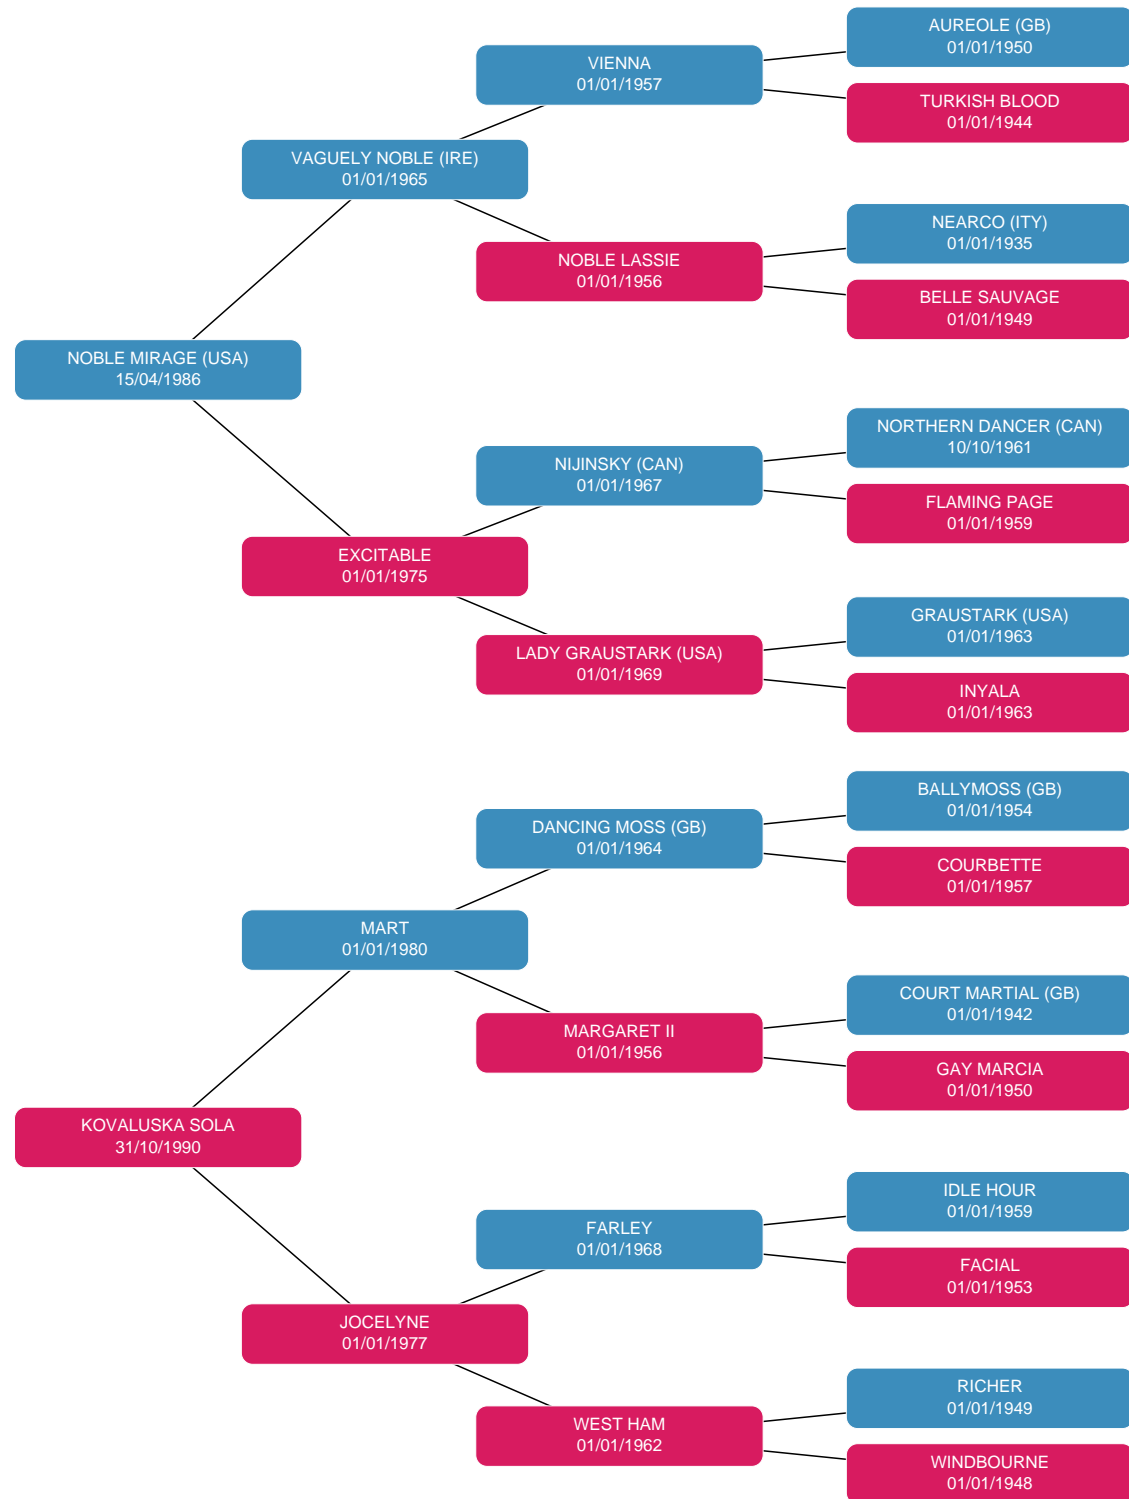 AUREOLE (GB)
01/01/1950
VIENNA
01/01/1957
TURKISH BLOOD
01/01/1944
VAGUELY NOBLE (IRE)
01/01/1965
NEARCO (ITY)
01/01/1935
NOBLE LASSIE
01/01/1956
BELLE SAUVAGE
01/01/1949
NOBLE MIRAGE (USA)
15/04/1986
NORTHERN DANCER (CAN)
10/10/1961
NIJINSKY (CAN)
01/01/1967
FLAMING PAGE
01/01/1959
EXCITABLE
01/01/1975
GRAUSTARK (USA)
01/01/1963
LADY GRAUSTARK (USA)
01/01/1969
INYALA
01/01/1963
BALLYMOSS (GB)
01/01/1954
DANCING MOSS (GB)
01/01/1964
COURBETTE
01/01/1957
MART
01/01/1980
COURT MARTIAL (GB)
01/01/1942
MARGARET II
01/01/1956
GAY MARCIA
01/01/1950
KOVALUSKA SOLA
31/10/1990
IDLE HOUR
01/01/1959
FARLEY
01/01/1968
FACIAL
01/01/1953
JOCELYNE
01/01/1977
RICHER
01/01/1949
WEST HAM
01/01/1962
WINDBOURNE
01/01/1948